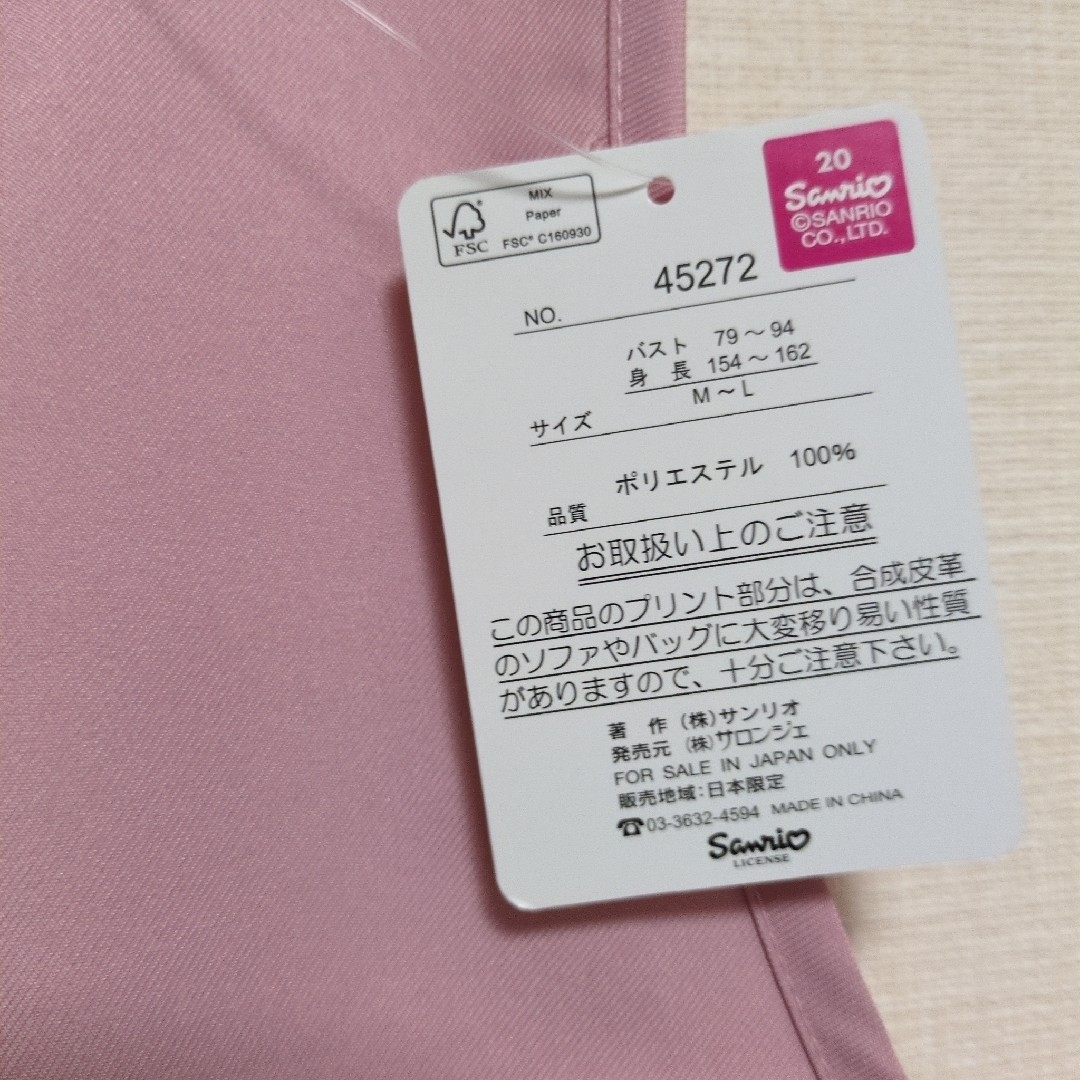 FSC
MIX
Paper
FSC® C160930
20
Sanrio
©SANRIO
CO.,LTD.
NO. 45272
バスト 79～94
身 長 154～162
サイズ M～L
品質 ポリエステル 100%
お取扱い上のご注意
この商品のプリント部分は、合成皮革
のソファやバッグに大変移り易い性質
がありますので、十分ご注意下さい。
著 作 (株)サンリオ
発売元 (株)サロンジェ
FOR SALE IN JAPAN ONLY
販売地域:日本限定
☎03-3632-4594 MADE IN CHINA
Sanrio
LICENSE